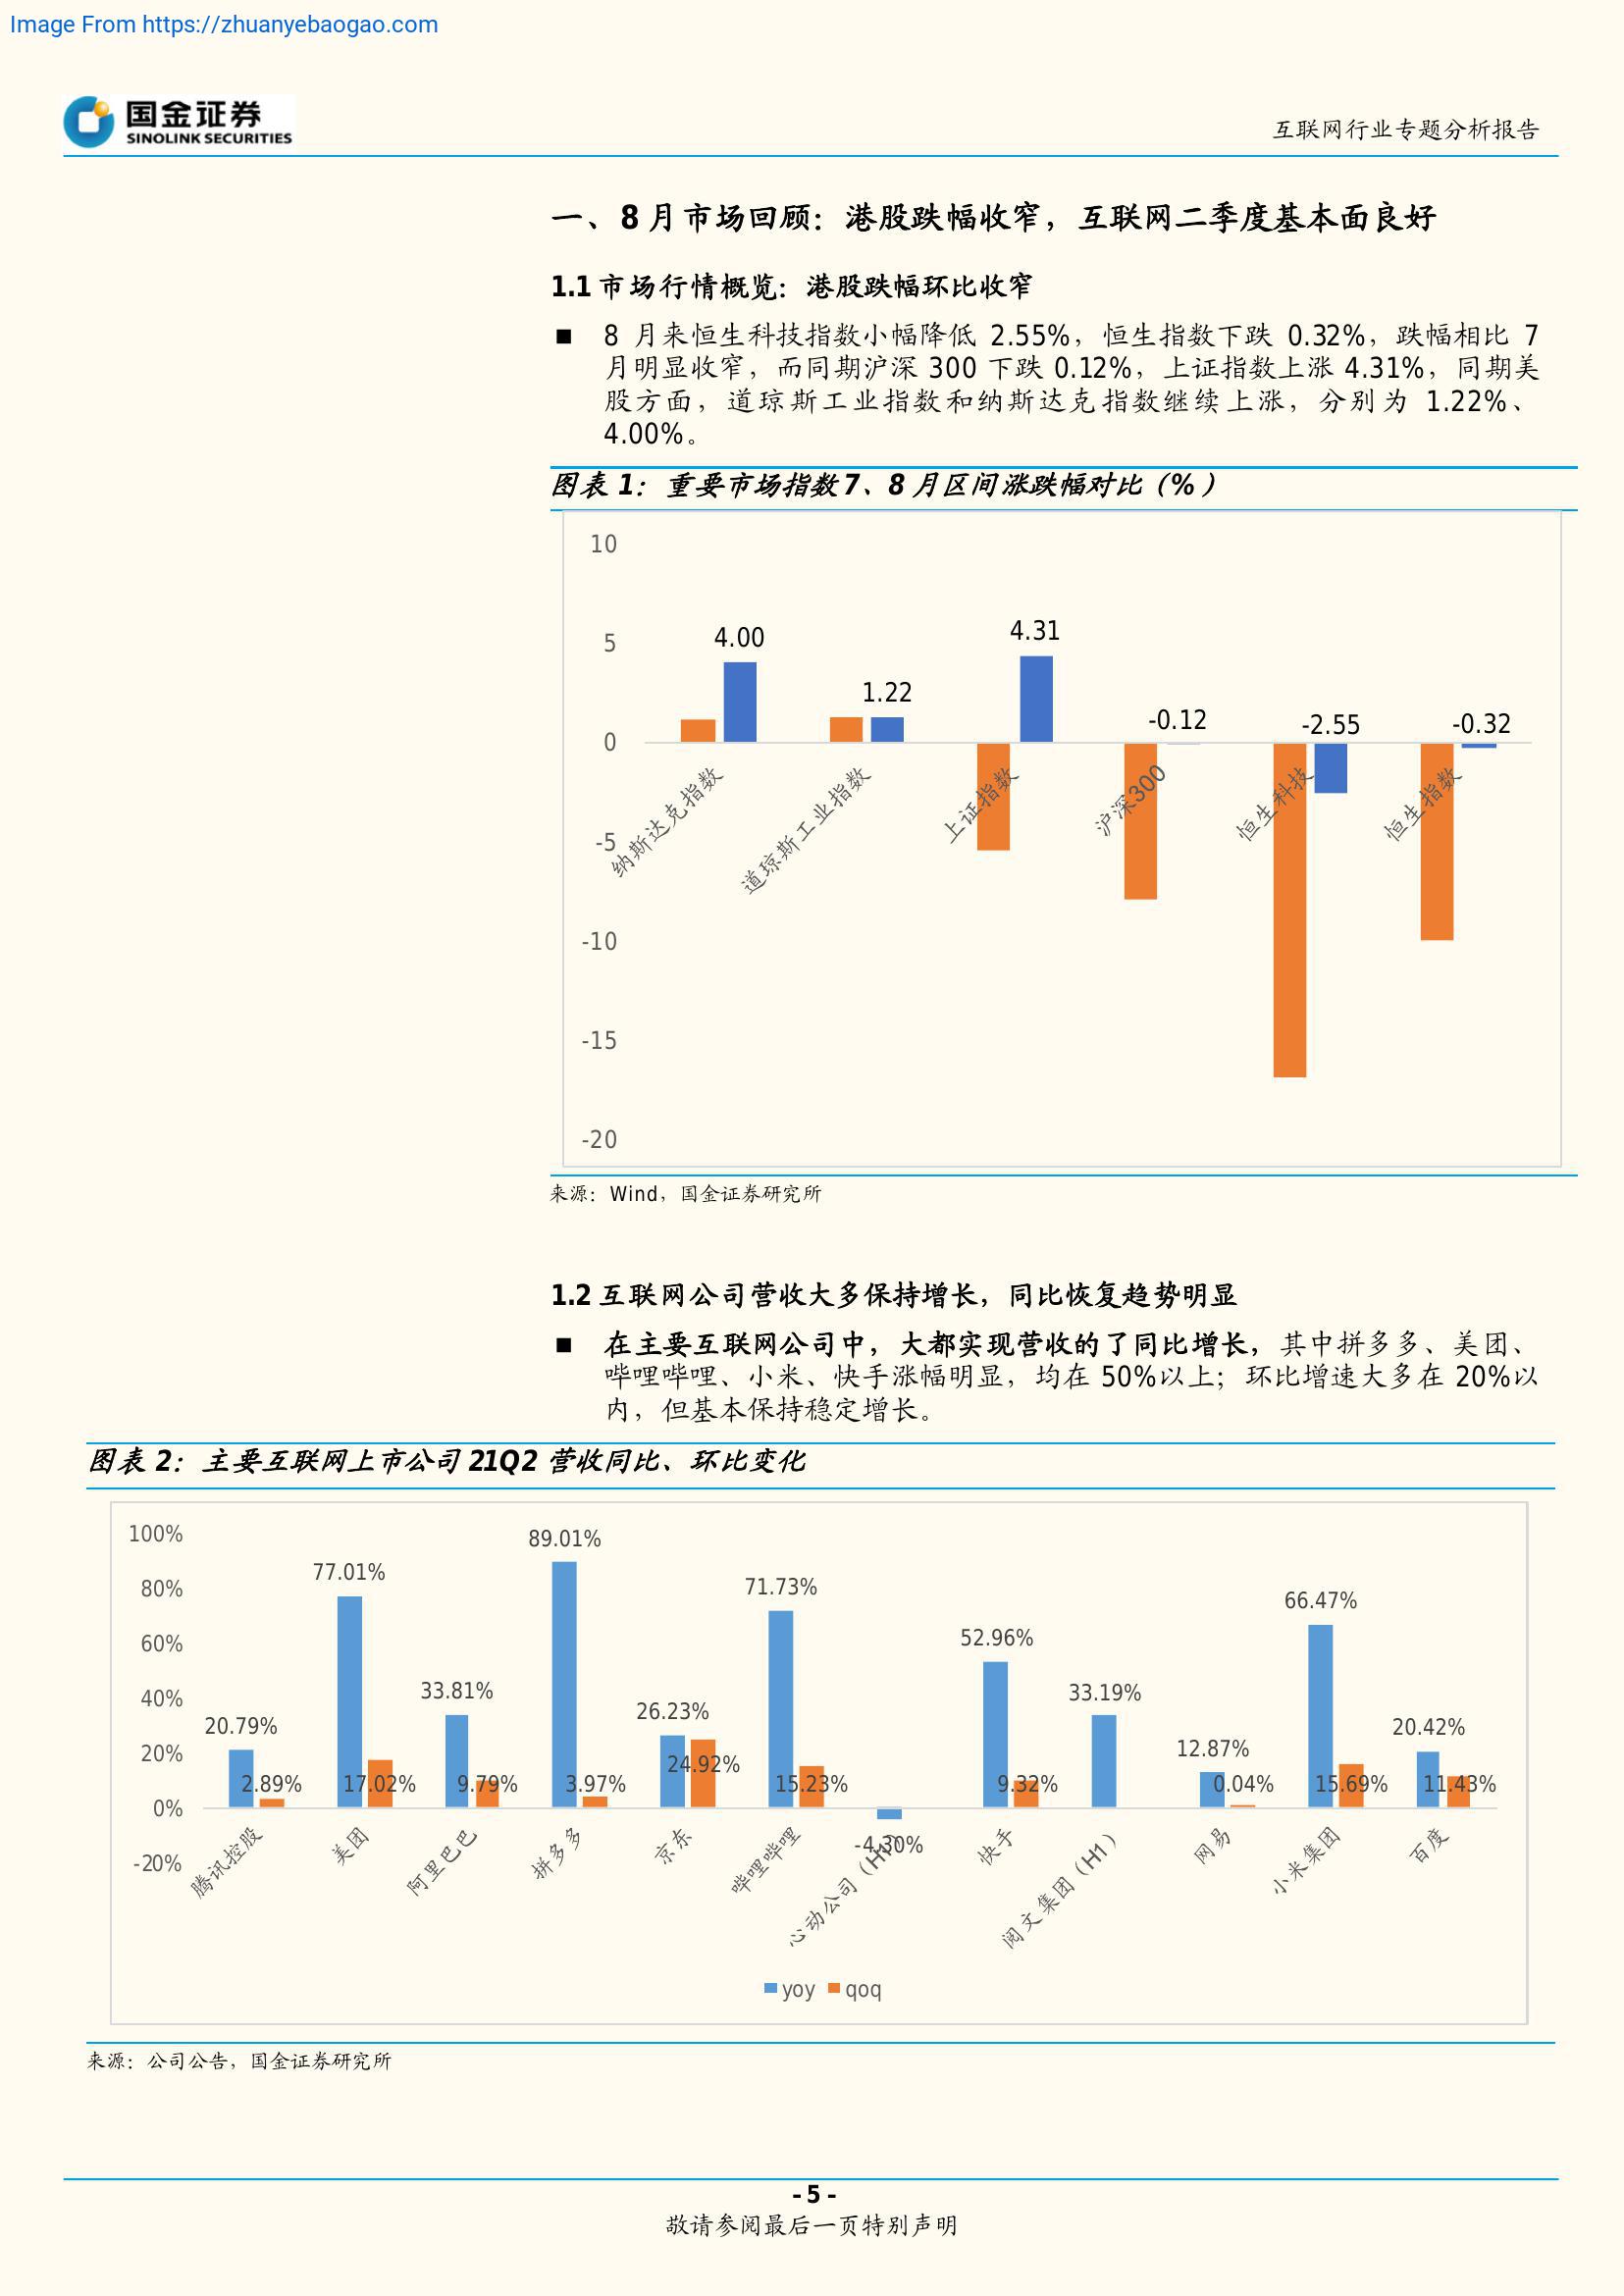 Image From https://zhuanyebaogao.com
国金证券
SINOLINK SECURITIES
互联网行业专题分析报告
一、8 月市场回顾：港股跌幅收窄，互联网二季度基本面良好
1.1 市场行情概览：港股跌幅环比收窄
■ 8 月来恒生科技指数小幅降低 2.55%，恒生指数下跌 0.32%，跌幅相比 7
月明显收窄，而同期沪深 300 下跌 0.12%，上证指数上涨 4.31%，同期美
股方面，道琼斯工业指数和纳斯达克指数继续上涨，分别为 1.22%、
4.00%。
图表 1：重要市场指数 7、8 月区间涨跌幅对比（%）
10
5
0
-5
-10
-15
-20
4.00
1.22
4.31
-0.12
-2.55
-0.32
纳斯达克指数
道琼斯工业指数
上证指数
沪深300
恒生科技
恒生指数
来源：Wind，国金证券研究所
1.2 互联网公司营收大多保持增长，同比恢复趋势明显
■ 在主要互联网公司中，大都实现营收的了同比增长，其中拼多多、美团、
哔哩哔哩、小米、快手涨幅明显，均在 50%以上；环比增速大多在 20%以
内，但基本保持稳定增长。
图表 2：主要互联网上市公司 21Q2 营收同比、环比变化
100%
80%
60%
40%
20%
0%
-20%
20.79%
77.01%
33.81%
89.01%
26.23%
71.73%
-4.30%
52.96%
33.19%
12.87%
66.47%
20.42%
2.89%
17.02%
9.79%
3.97%
24.92%
15.23%
9.32%
0.04%
15.69%
11.43%
腾讯控股
美团
阿里巴巴
拼多多
京东
哔哩哔哩
心动公司（H1）
快手
阅文集团（H1）
网易
小米集团
百度
yoy
qoq
来源：公司公告，国金证券研究所
- 5 -
敬请参阅最后一页特别声明